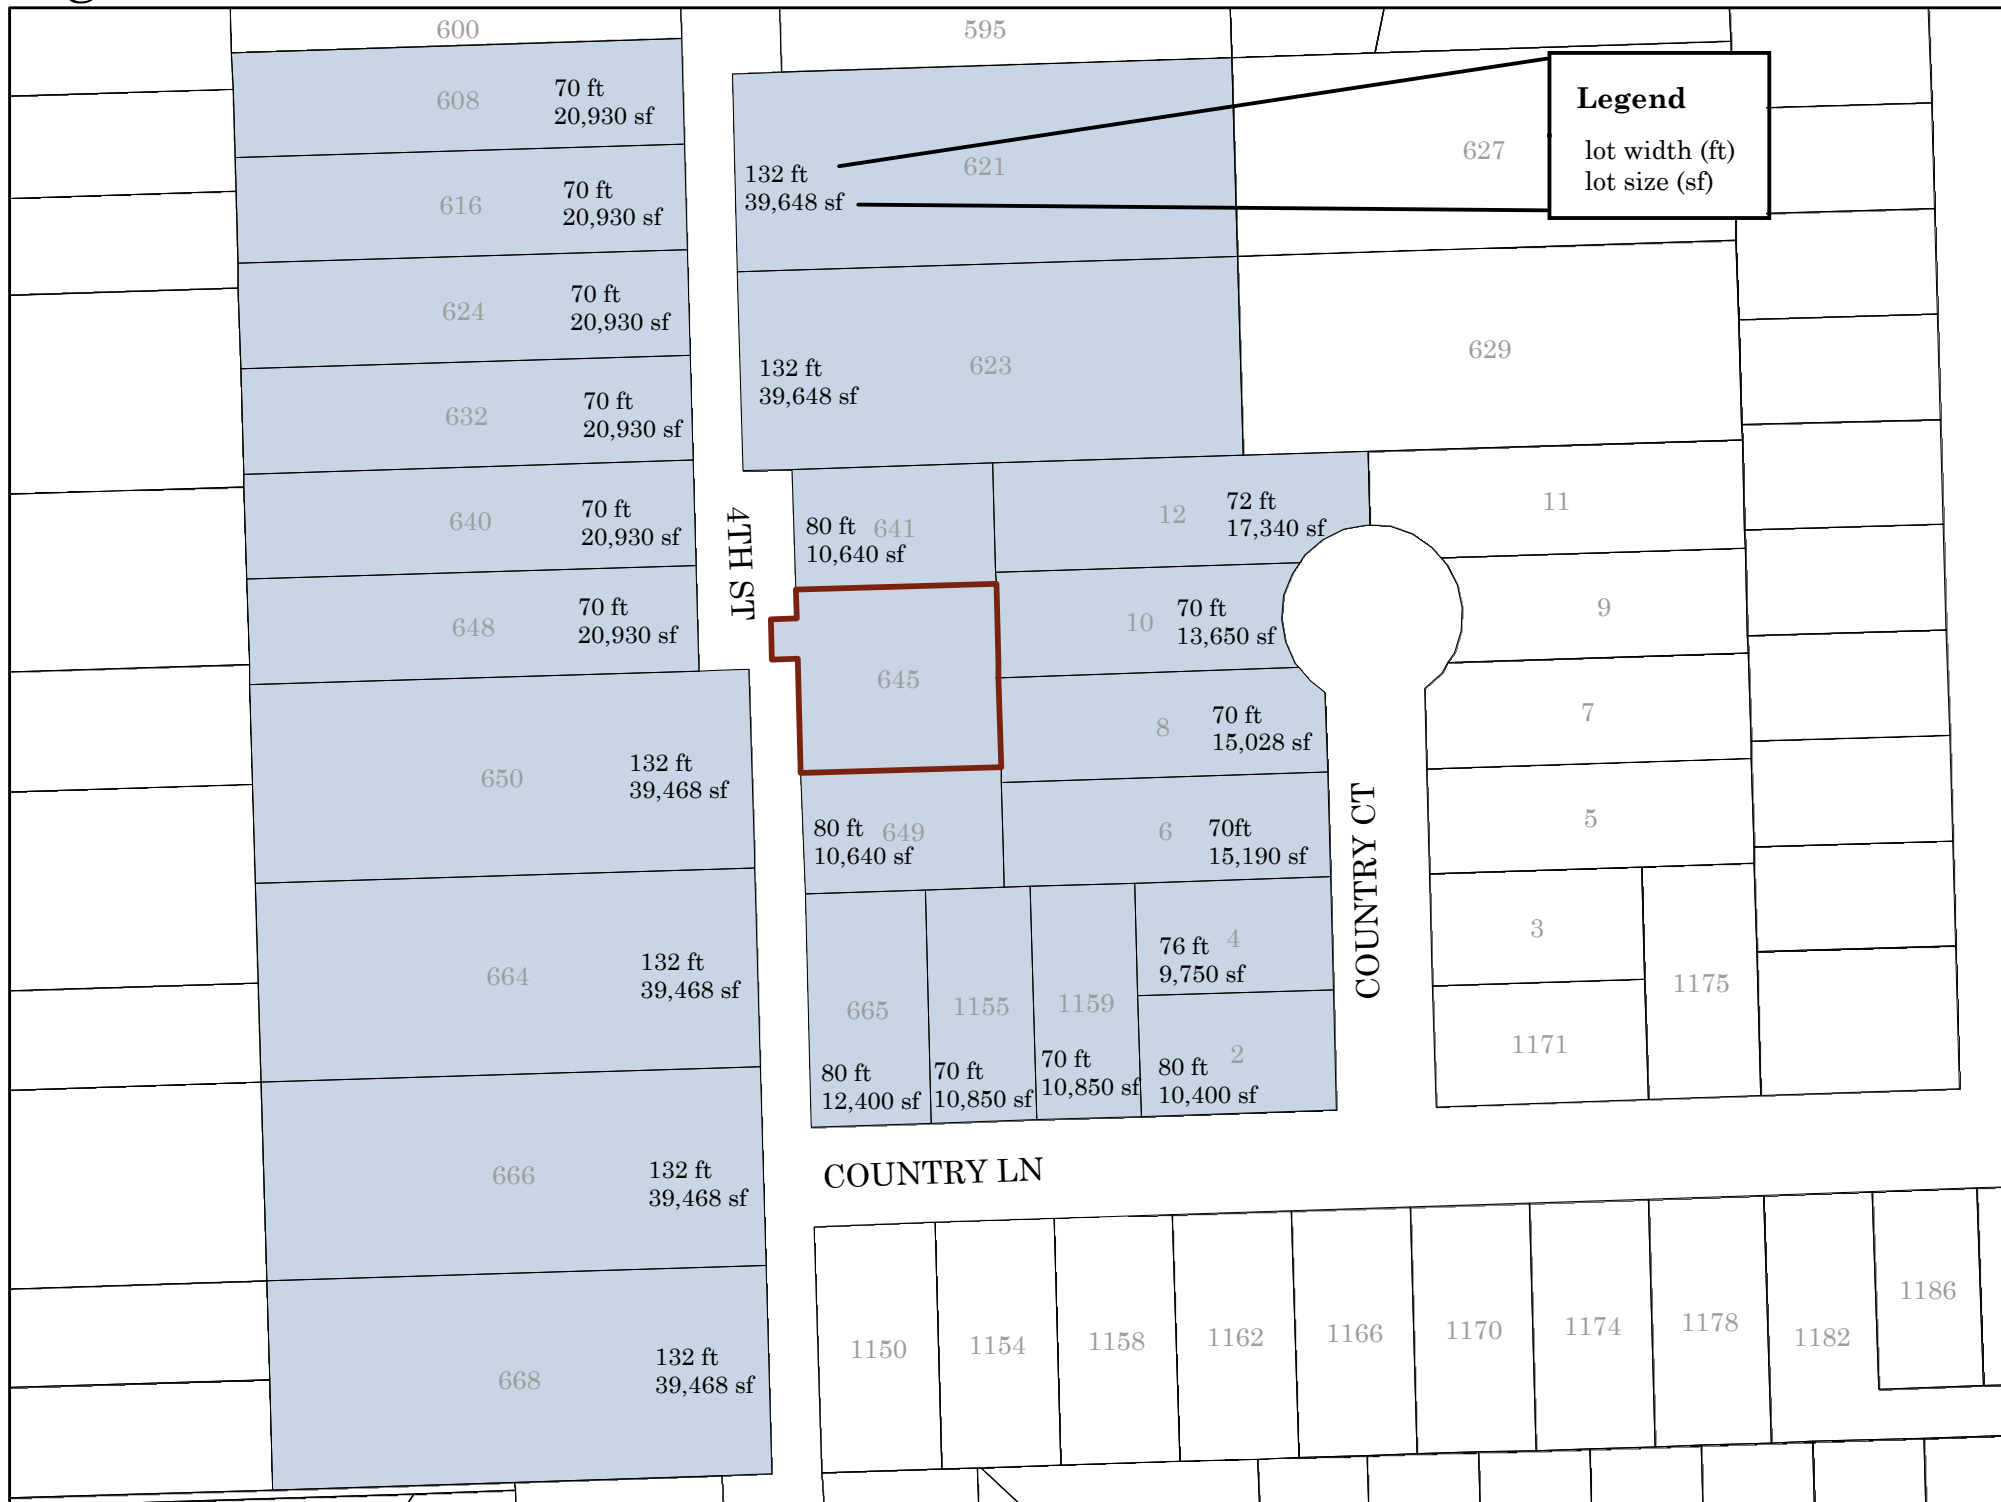 600
595
608
70 ft
20,930 sf
616
70 ft
20,930 sf
624
70 ft
20,930 sf
632
70 ft
20,930 sf
640
70 ft
20,930 sf
648
70 ft
20,930 sf
650
132 ft
39,468 sf
664
132 ft
39,468 sf
666
132 ft
39,468 sf
668
132 ft
39,468 sf
4TH ST
621
132 ft
39,648 sf
623
132 ft
39,648 sf
627
Legend
lot width (ft)
lot size (sf)
629
80 ft 641
10,640 sf
645
80 ft 649
10,640 sf
12
72 ft
17,340 sf
10
70 ft
13,650 sf
8
70 ft
15,028 sf
6
70ft
15,190 sf
76 ft 4
9,750 sf
2
80 ft
10,400 sf
665
80 ft
12,400 sf
1155
70 ft
10,850 sf
1159
70 ft
10,850 sf
COUNTRY CT
11
9
7
5
3
1175
1171
COUNTRY LN
1150
1154
1158
1162
1166
1170
1174
1178
1182
1186